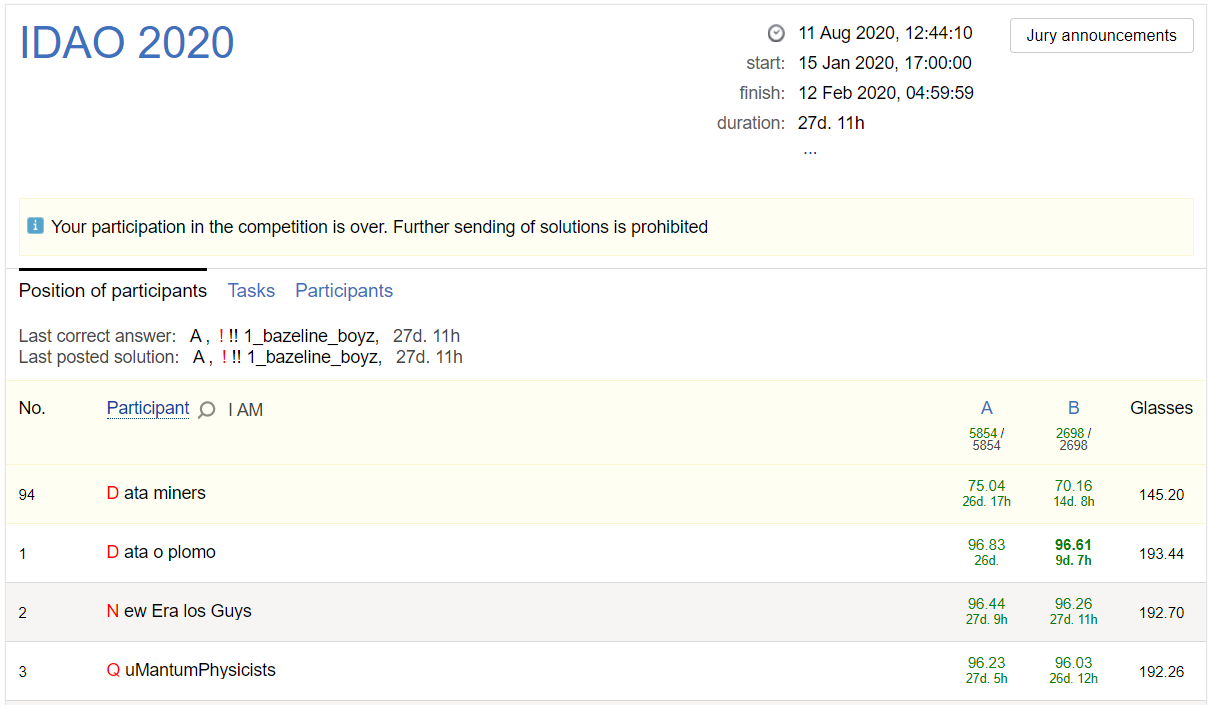 IDAO 2020
11 Aug 2020, 12:44:10
start: 15 Jan 2020, 17:00:00
finish: 12 Feb 2020, 04:59:59
duration: 27d. 11h
...
Jury announcements
i Your participation in the competition is over. Further sending of solutions is prohibited
Position of participants Tasks Participants
Last correct answer: A , ! !! 1_bazeline_boyz, 27d. 11h
Last posted solution: A , ! !! 1_bazeline_boyz, 27d. 11h
No. Participant I AM A B Glasses
5854 / 2698 /
5854 2698
94 D ata miners 75.04 70.16 145.20
26d. 17h 14d. 8h
1 D ata o plomo 96.83 96.61 193.44
26d. 9d. 7h
2 N ew Era los Guys 96.44 96.26 192.70
27d. 9h 27d. 11h
3 Q uMantumPhysicists 96.23 96.03 192.26
27d. 5h 26d. 12h